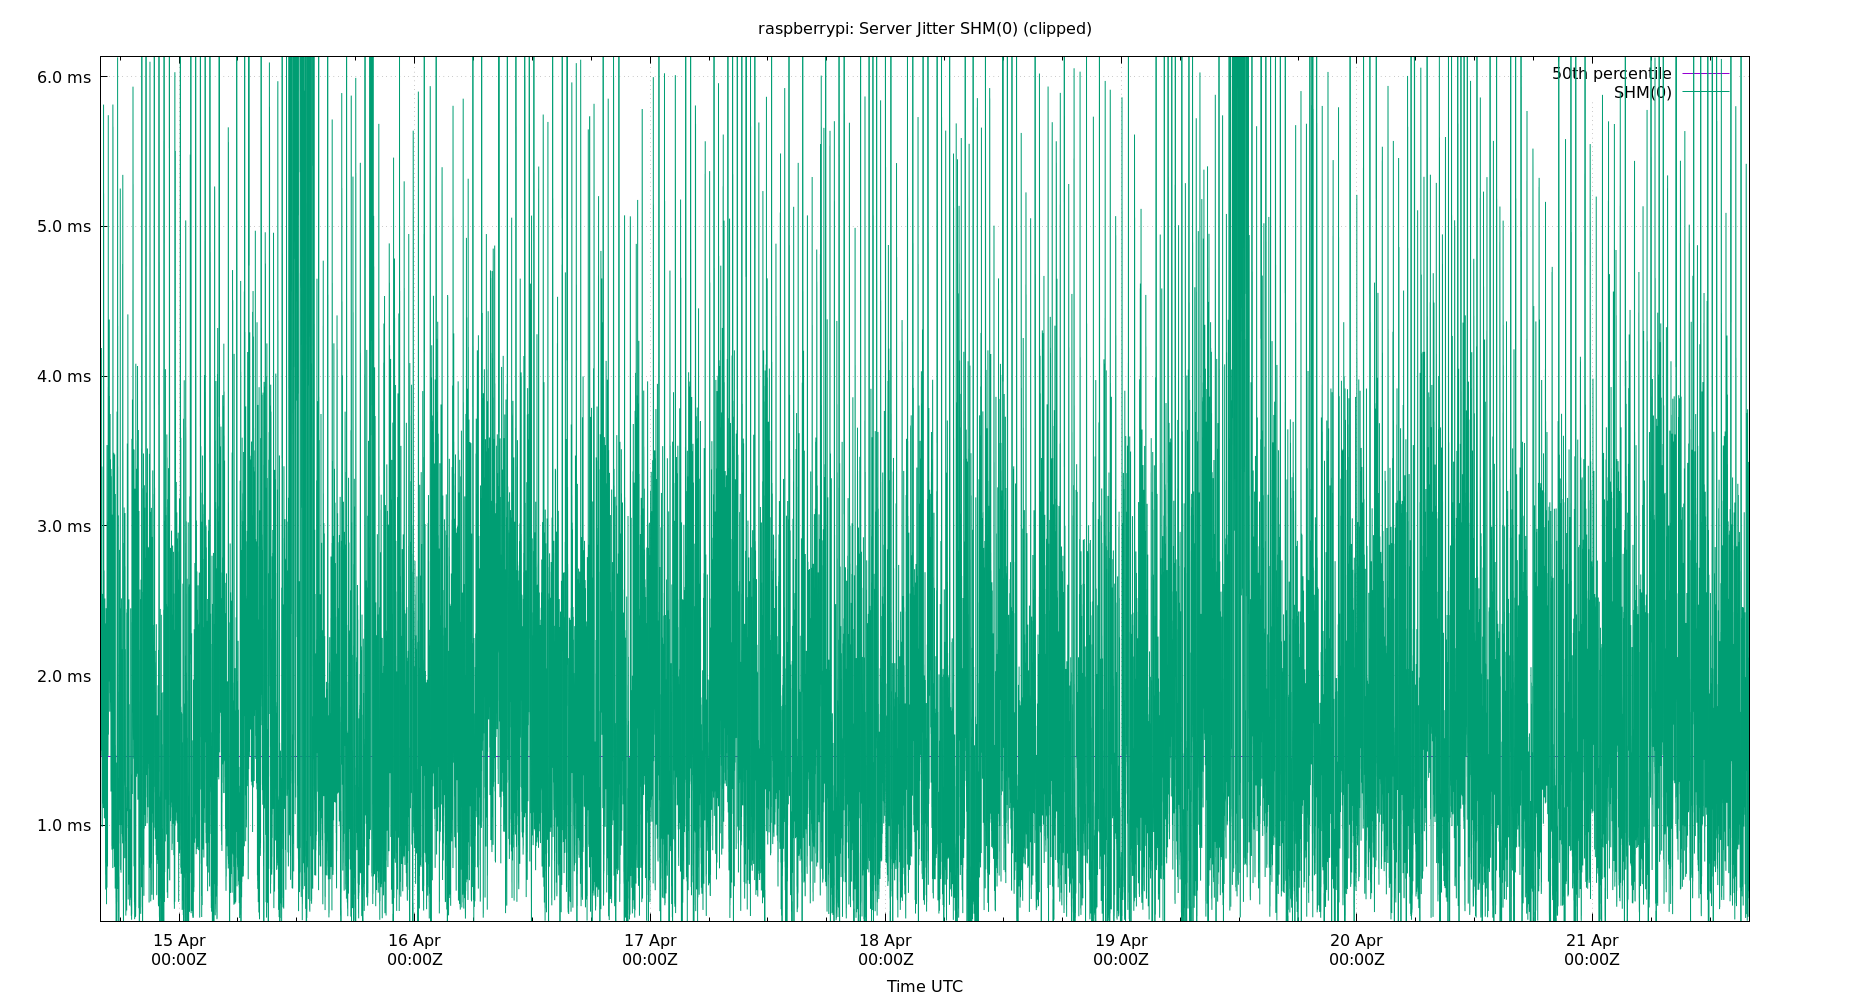 raspberrypi: Server Jitter SHM(0) (clipped)
6.0 ms
5.0 ms
4.0 ms
3.0 ms
2.0 ms
1.0 ms
50th percentile
SHM(0)
15 Apr 16 Apr 17 Apr 18 Apr 19 Apr 20 Apr 21 Apr
00:00Z 00:00Z 00:00Z 00:00Z 00:00Z 00:00Z 00:00Z
Time UTC